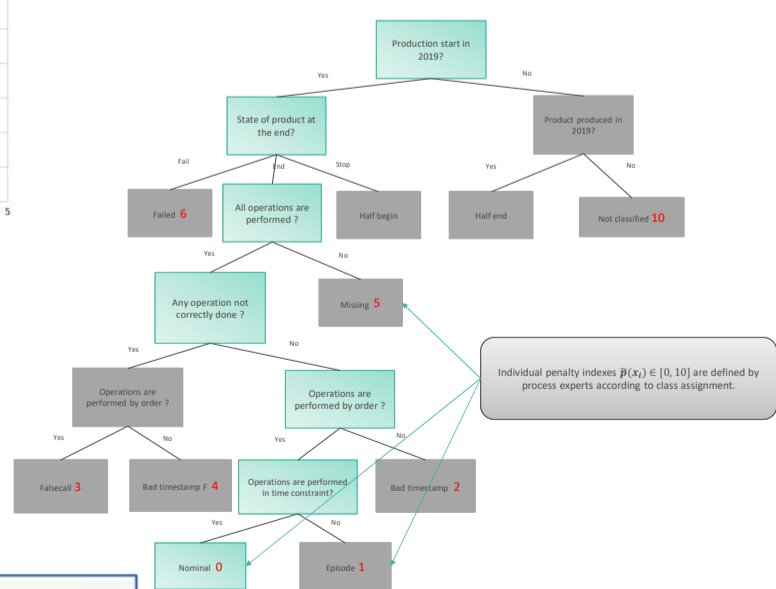 Production start in
2019?
Yes
No
State of product at
the end?
Product produced in
2019?
Fail
End
Stop
Yes
No
5
Failed 6
All operations are
performed ?
Half begin
Half end
Not classified 10
Yes
No
Any operation not
correctly done ?
Missing 5
Yes
No
Individual penalty indexes p̃(xᵢ) ∈ [0, 10] are defined by
process experts according to class assignment.
Operations are
performed by order ?
Operations are
performed by order ?
Yes
No
Yes
No
Falsecall 3
Bad timestamp F 4
Operations are performed
in time constraint?
Bad timestamp 2
Yes
No
Nominal 0
Episode 1